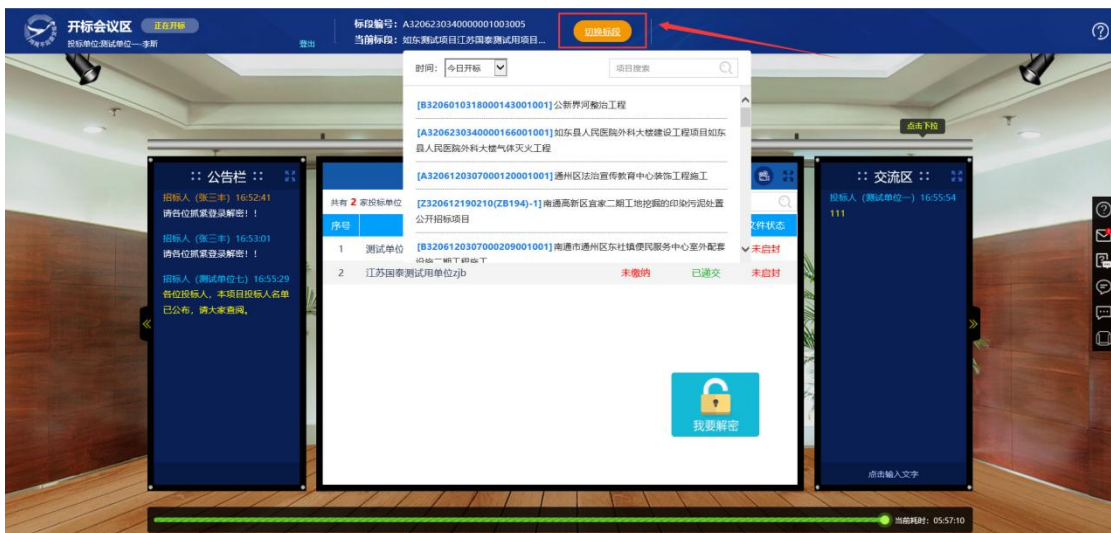 开标会议区 正在开标
投标单位:测试单位一-李斯 登出
标段编号: A3206230340000001003005
当前标段: 如东测试项目江苏国泰测试用项目...
切换标段
时间: 今日开标
项目搜索
[B3206010318000143001001]公新界河整治工程
[A3206230340000166001001]如东县人民医院外科大楼建设工程项目如东
县人民医院外科大楼气体灭火工程
[A3206120307000120001001]通州区法治宣传教育中心装饰工程施工
[Z320612190210(ZB194)-1]南通高新区宜家二期工地挖掘的印染污泥处置
公开招标项目
[B3206120307000209001001]南通市通州区东社镇便民服务中心室外配套
设施二期工程施工
:: 公告栏 ::
招标人 (张三丰) 16:52:41
请各位抓紧登录解密!!
招标人 (张三丰) 16:53:01
请各位抓紧登录解密!!
招标人 (测试单位七) 16:55:29
各位投标人,本项目投标人名单
已公布,请大家查阅。
共有 2 家投标单位
序号 文件状态
1 测试单位 未启封
2 江苏国泰测试用单位zjb 未缴纳 已递交 未启封
我要解密
点击下拉
:: 交流区 ::
投标人 (测试单位一) 16:55:54
111
点击输入文字
当前耗时: 05:57:10